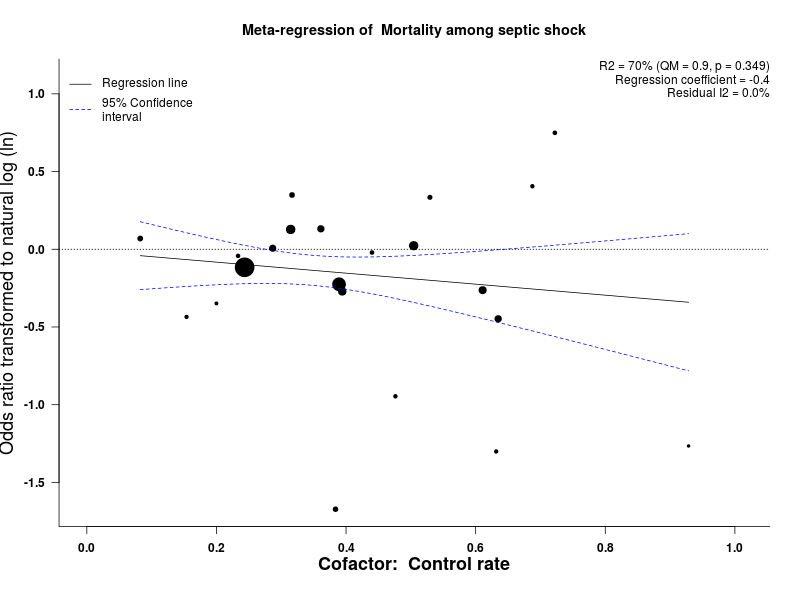 Meta-regression of  Mortality among septic shock
R2 = 70% (QM = 0.9, p = 0.349)
Regression coefficient = -0.4
Residual I2 = 0.0%
Regression line
95% Confidence
interval
Odds ratio transformed to natural log (ln)
1.0
0.5
0.0
-0.5
-1.0
-1.5
0.0 0.2 0.4 0.6 0.8 1.0
Cofactor:  Control rate